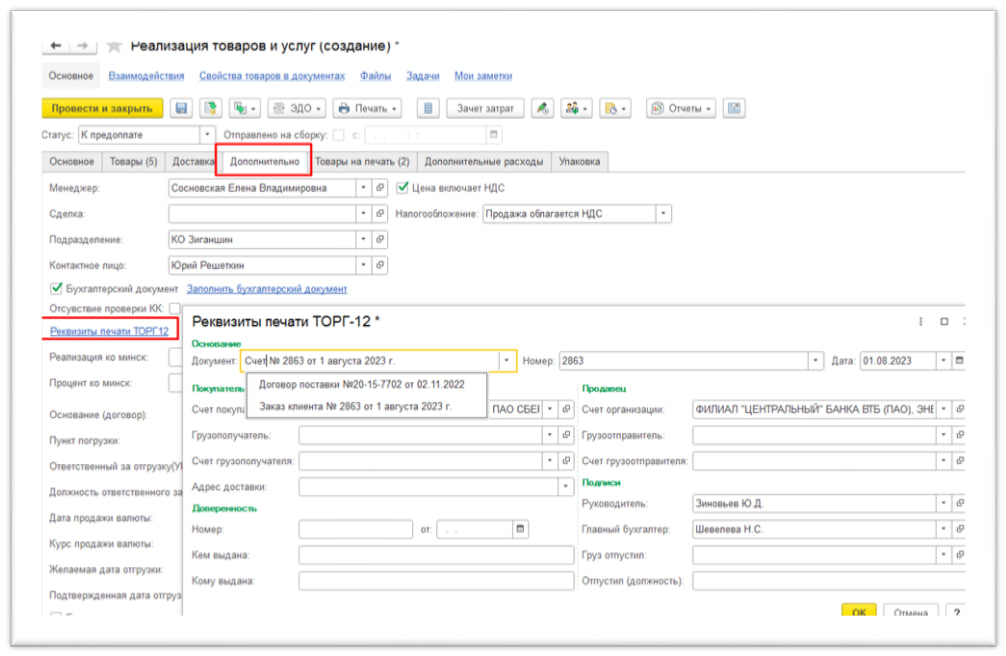 Реализация товаров и услуг (создание) *
Основное Взаимодействия Свойства товаров в документах Файлы Задачи Мои заметки
Провести и закрыть ЭДО Печать Зачет затрат Отчеты
Статус: К предоплате Отправлено на сборку: с: . . : :
Основное Товары (5) Доставка Дополнительно Товары на печать (2) Дополнительные расходы Упаковка
Менеджер: Сосновская Елена Владимировна Цена включает НДС
Сделка: Налогообложение: Продажа облагается НДС
Подразделение: КО Зиганшин
Контактное лицо: Юрий Решеткин
Бухгалтерский документ Заполнить бухгалтерский документ
Отсувствие проверки КК:
Реквизиты печати ТОРГ12
Реализация ко минск:
Процент ко минск:
Основание (договор):
Пункт погрузки:
Ответственный за отгрузку(У
Должность ответственного за
Дата продажи валюты:
Курс продажи валюты:
Желаемая дата отгрузки:
Подтвержденная дата отгруз
Реквизиты печати ТОРГ-12 *
Основание
Документ: Счет № 2863 от 1 августа 2023 г. Номер: 2863 Дата: 01.08.2023
Договор поставки №20-15-7702 от 02.11.2022
Заказ клиента № 2863 от 1 августа 2023 г.
Покупатель Продавец
Счет покупа ПАО СБЕР Счет организации: ФИЛИАЛ "ЦЕНТРАЛЬНЫЙ" БАНКА ВТБ (ПАО), ЭНЕ
Грузополучатель: Грузоотправитель:
Счет грузополучателя: Счет грузоотправителя:
Адрес доставки: Подписи
Руководитель: Зиновьев Ю.Д.
Доверенность
Номер: от: . . Главный бухгалтер: Шевелева Н.С.
Кем выдана: Груз отпустил:
Кому выдана: Отпустил (должность):
ОК Отмена ?